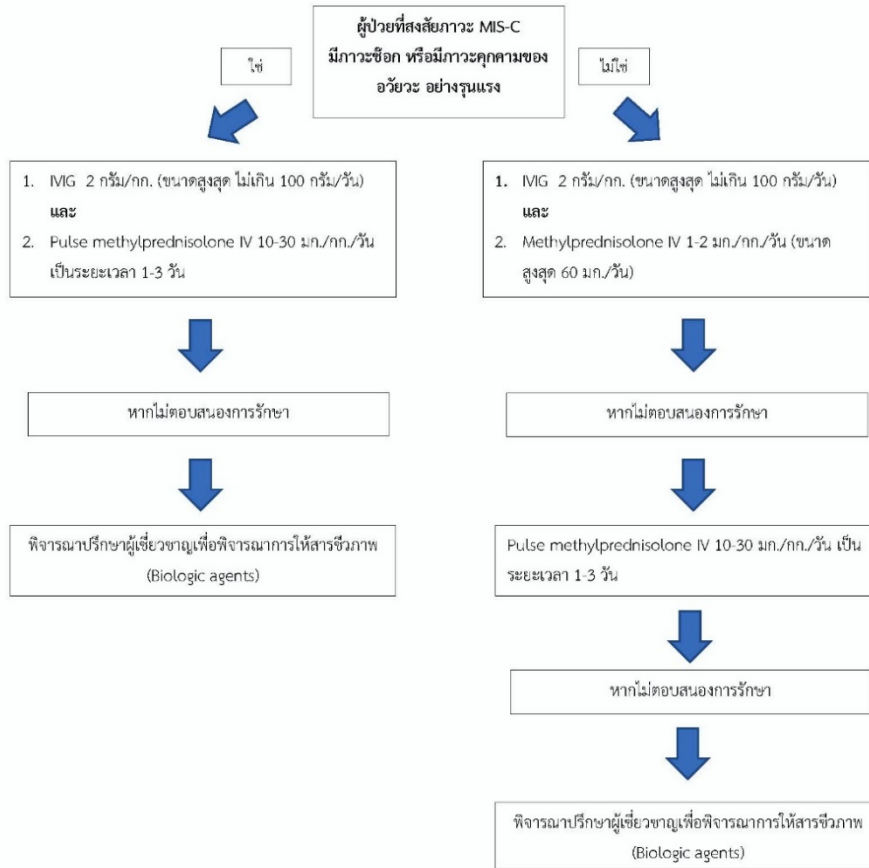 ผู้ป่วยที่สงสัยภาวะ MIS-C
มีภาวะช๊อก หรือมีภาวะคุกคามของ
อวัยวะ อย่างรุนแรง
ใช่
ไม่ใช่
1. IVIG 2 กรัม/กก. (ขนาดสูงสุด ไม่เกิน 100 กรัม/วัน)
และ
2. Pulse methylprednisolone IV 10-30 มก./กก./วัน
เป็นระยะเวลา 1-3 วัน
1. IVIG 2 กรัม/กก. (ขนาดสูงสุด ไม่เกิน 100 กรัม/วัน)
และ
2. Methylprednisolone IV 1-2 มก./กก./วัน (ขนาด
สูงสุด 60 มก./วัน)
หากไม่ตอบสนองการรักษา
หากไม่ตอบสนองการรักษา
พิจารณาปรึกษาผู้เชี่ยวชาญเพื่อพิจารณาการให้สารชีวภาพ
(Biologic agents)
Pulse methylprednisolone IV 10-30 มก./กก./วัน เป็น
ระยะเวลา 1-3 วัน
หากไม่ตอบสนองการรักษา
พิจารณาปรึกษาผู้เชี่ยวชาญเพื่อพิจารณาการให้สารชีวภาพ
(Biologic agents)